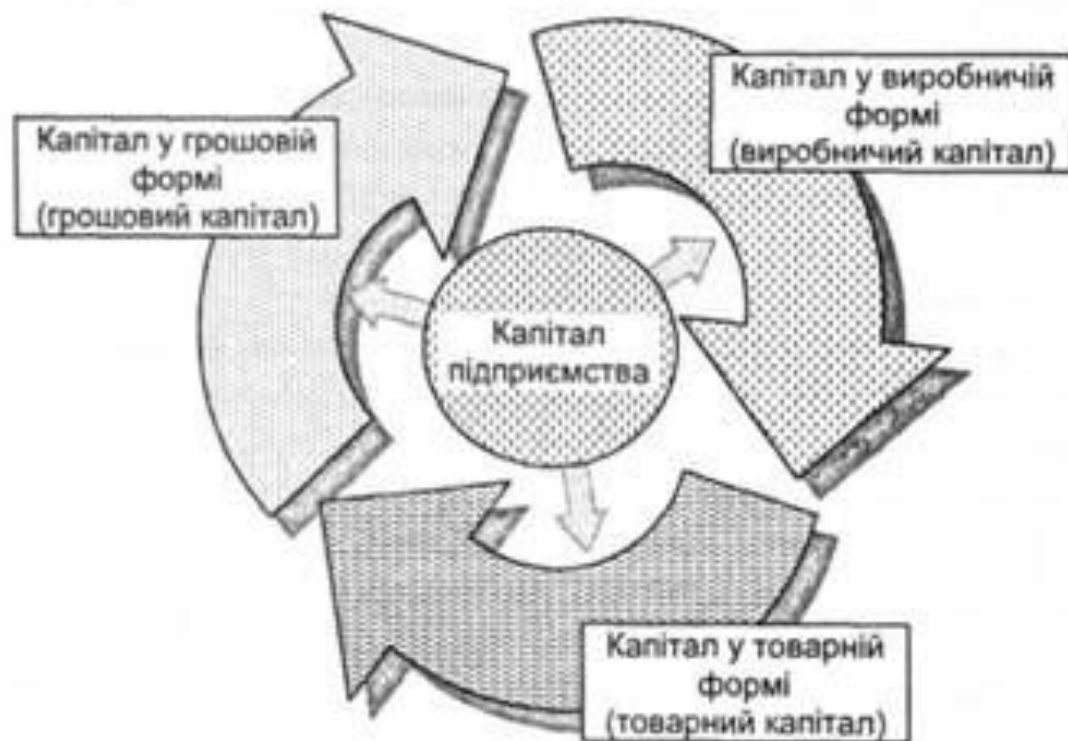 Капітал у грошовій
формі
(грошовий капітал)
Капітал у виробничій
формі
(виробничий капітал)
Капітал
підприємства
Капітал у товарній
формі
(товарний капітал)